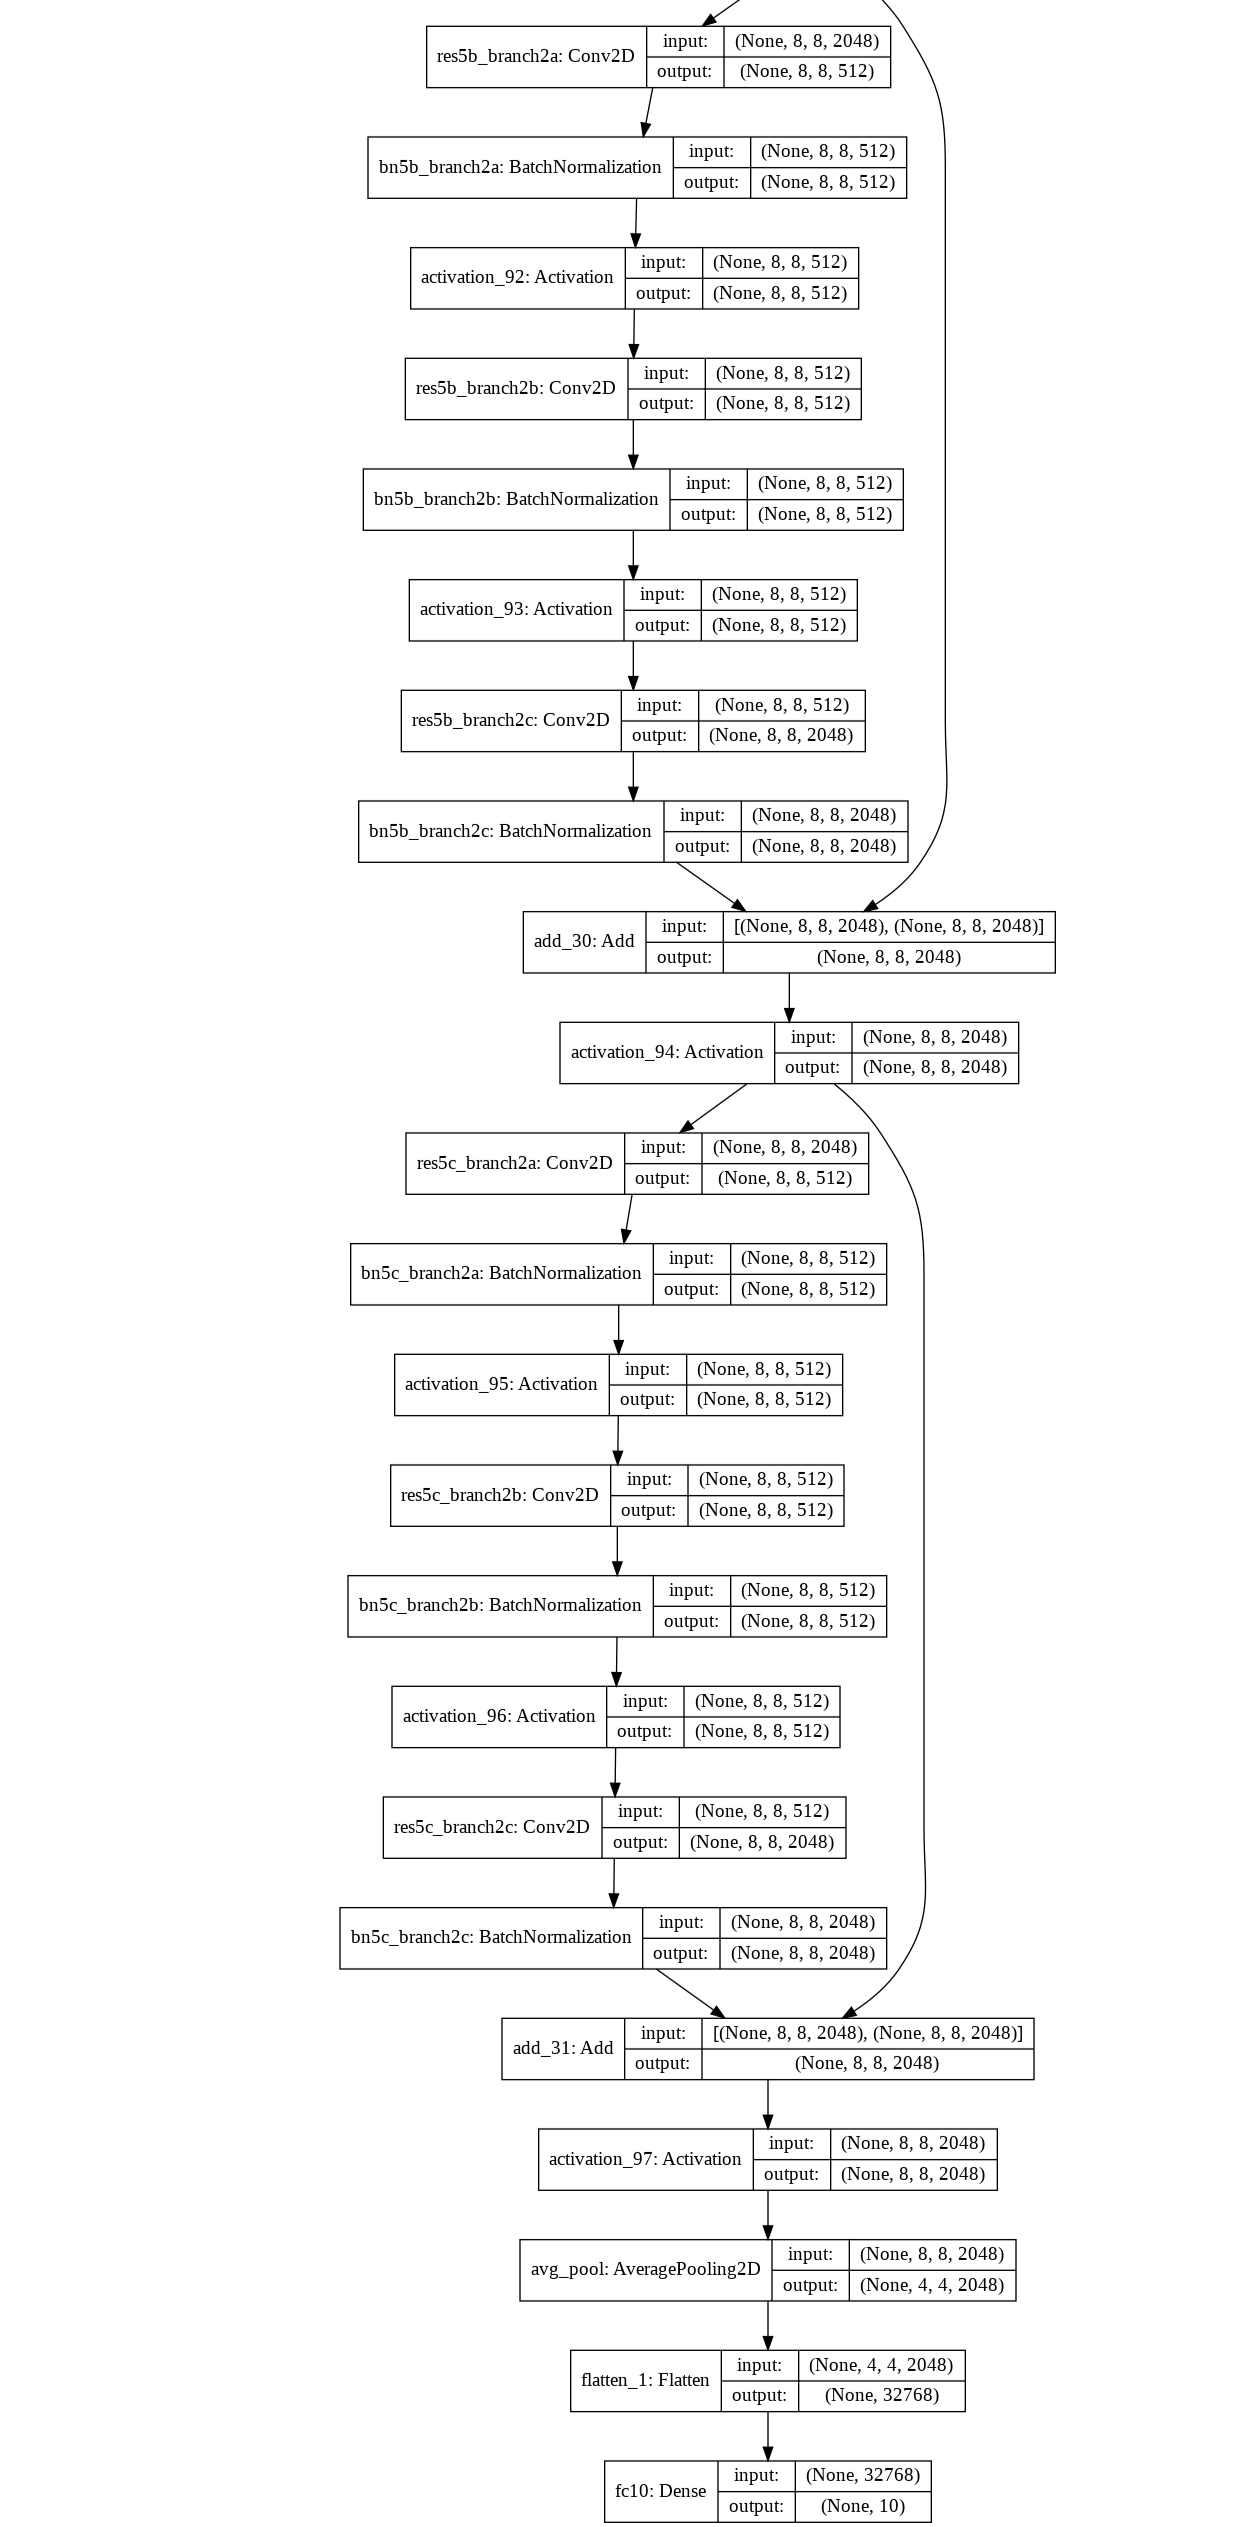 res5b_branch2a: Conv2D
input: (None, 8, 8, 2048)
output: (None, 8, 8, 512)
bn5b_branch2a: BatchNormalization
input: (None, 8, 8, 512)
output: (None, 8, 8, 512)
activation_92: Activation
input: (None, 8, 8, 512)
output: (None, 8, 8, 512)
res5b_branch2b: Conv2D
input: (None, 8, 8, 512)
output: (None, 8, 8, 512)
bn5b_branch2b: BatchNormalization
input: (None, 8, 8, 512)
output: (None, 8, 8, 512)
activation_93: Activation
input: (None, 8, 8, 512)
output: (None, 8, 8, 512)
res5b_branch2c: Conv2D
input: (None, 8, 8, 512)
output: (None, 8, 8, 2048)
bn5b_branch2c: BatchNormalization
input: (None, 8, 8, 2048)
output: (None, 8, 8, 2048)
add_30: Add
input: [(None, 8, 8, 2048), (None, 8, 8, 2048)]
output: (None, 8, 8, 2048)
activation_94: Activation
input: (None, 8, 8, 2048)
output: (None, 8, 8, 2048)
res5c_branch2a: Conv2D
input: (None, 8, 8, 2048)
output: (None, 8, 8, 512)
bn5c_branch2a: BatchNormalization
input: (None, 8, 8, 512)
output: (None, 8, 8, 512)
activation_95: Activation
input: (None, 8, 8, 512)
output: (None, 8, 8, 512)
res5c_branch2b: Conv2D
input: (None, 8, 8, 512)
output: (None, 8, 8, 512)
bn5c_branch2b: BatchNormalization
input: (None, 8, 8, 512)
output: (None, 8, 8, 512)
activation_96: Activation
input: (None, 8, 8, 512)
output: (None, 8, 8, 512)
res5c_branch2c: Conv2D
input: (None, 8, 8, 512)
output: (None, 8, 8, 2048)
bn5c_branch2c: BatchNormalization
input: (None, 8, 8, 2048)
output: (None, 8, 8, 2048)
add_31: Add
input: [(None, 8, 8, 2048), (None, 8, 8, 2048)]
output: (None, 8, 8, 2048)
activation_97: Activation
input: (None, 8, 8, 2048)
output: (None, 8, 8, 2048)
avg_pool: AveragePooling2D
input: (None, 8, 8, 2048)
output: (None, 4, 4, 2048)
flatten_1: Flatten
input: (None, 4, 4, 2048)
output: (None, 32768)
fc10: Dense
input: (None, 32768)
output: (None, 10)